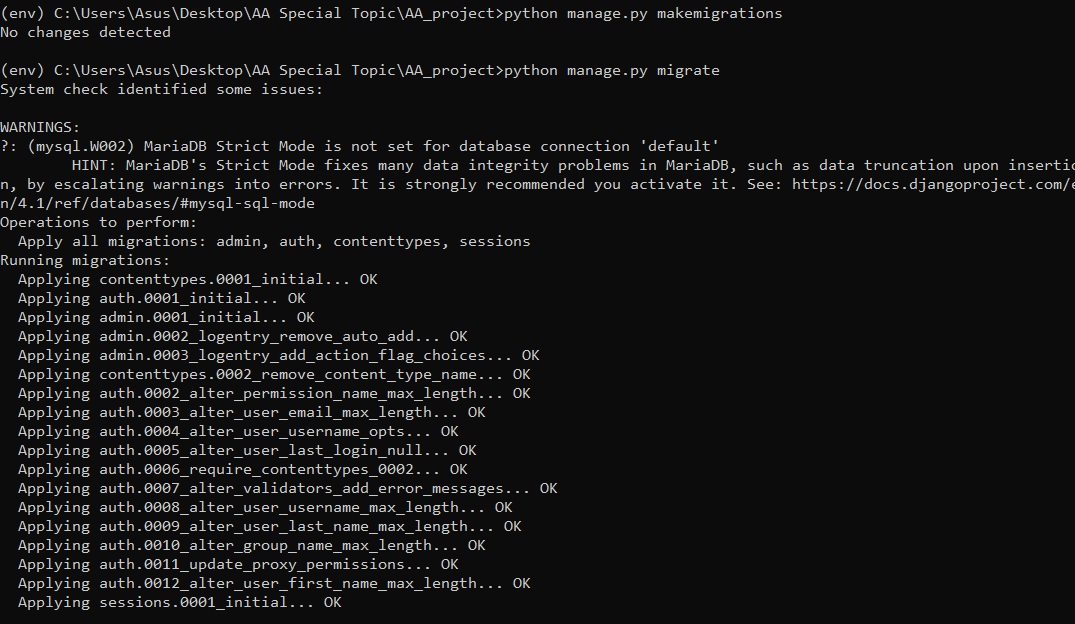 (env) C:\Users\Asus\Desktop\AA Special Topic\AA_project>python manage.py makemigrations
No changes detected
(env) C:\Users\Asus\Desktop\AA Special Topic\AA_project>python manage.py migrate
System check identified some issues:
WARNINGS:
?: (mysql.W002) MariaDB Strict Mode is not set for database connection 'default'
HINT: MariaDB's Strict Mode fixes many data integrity problems in MariaDB, such as data truncation upon insertio
n, by escalating warnings into errors. It is strongly recommended you activate it. See: https://docs.djangoproject.com/e
n/4.1/ref/databases/#mysql-sql-mode
Operations to perform:
Apply all migrations: admin, auth, contenttypes, sessions
Running migrations:
Applying contenttypes.0001_initial... OK
Applying auth.0001_initial... OK
Applying admin.0001_initial... OK
Applying admin.0002_logentry_remove_auto_add... OK
Applying admin.0003_logentry_add_action_flag_choices... OK
Applying contenttypes.0002_remove_content_type_name... OK
Applying auth.0002_alter_permission_name_max_length... OK
Applying auth.0003_alter_user_email_max_length... OK
Applying auth.0004_alter_user_username_opts... OK
Applying auth.0005_alter_user_last_login_null... OK
Applying auth.0006_require_contenttypes_0002... OK
Applying auth.0007_alter_validators_add_error_messages... OK
Applying auth.0008_alter_user_username_max_length... OK
Applying auth.0009_alter_user_last_name_max_length... OK
Applying auth.0010_alter_group_name_max_length... OK
Applying auth.0011_update_proxy_permissions... OK
Applying auth.0012_alter_user_first_name_max_length... OK
Applying sessions.0001_initial... OK